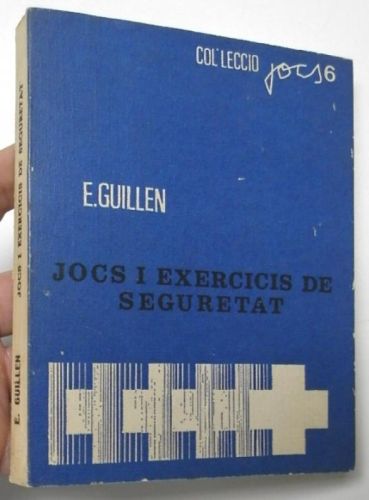 COL·LECCIO jocs 6
E.GUILLEN
JOCS I EXERCICIS DE
SEGURETAT
E. GUILLEN JOCS I EXERCICIS DE SEGURETAT